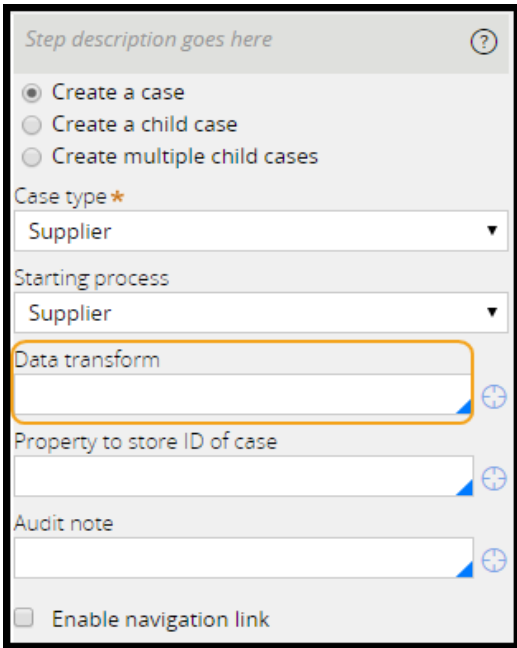 Step description goes here
Create a case
Create a child case
Create multiple child cases
Case type *
Supplier
Starting process
Supplier
Data transform
Property to store ID of case
Audit note
Enable navigation link